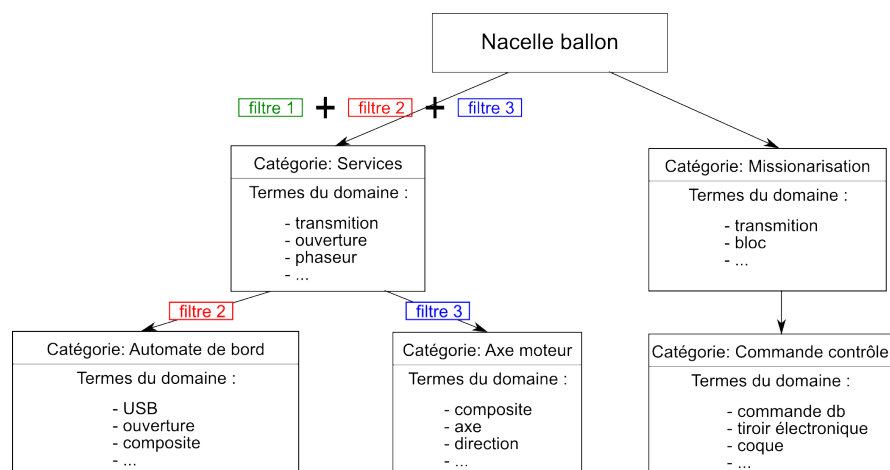 Nacelle ballon
filtre 1 + filtre 2 + filtre 3
Catégorie: Services
Termes du domaine :
- transmition
- ouverture
- phaseur
- ...
Catégorie: Missionarisation
Termes du domaine :
- transmition
- bloc
- ...
filtre 2
filtre 3
Catégorie: Automate de bord
Termes du domaine :
- USB
- ouverture
- composite
- ...
Catégorie: Axe moteur
Termes du domaine :
- composite
- axe
- direction
- ...
Catégorie: Commande contrôle
Termes du domaine :
- commande db
- tiroir électronique
- coque
- ...